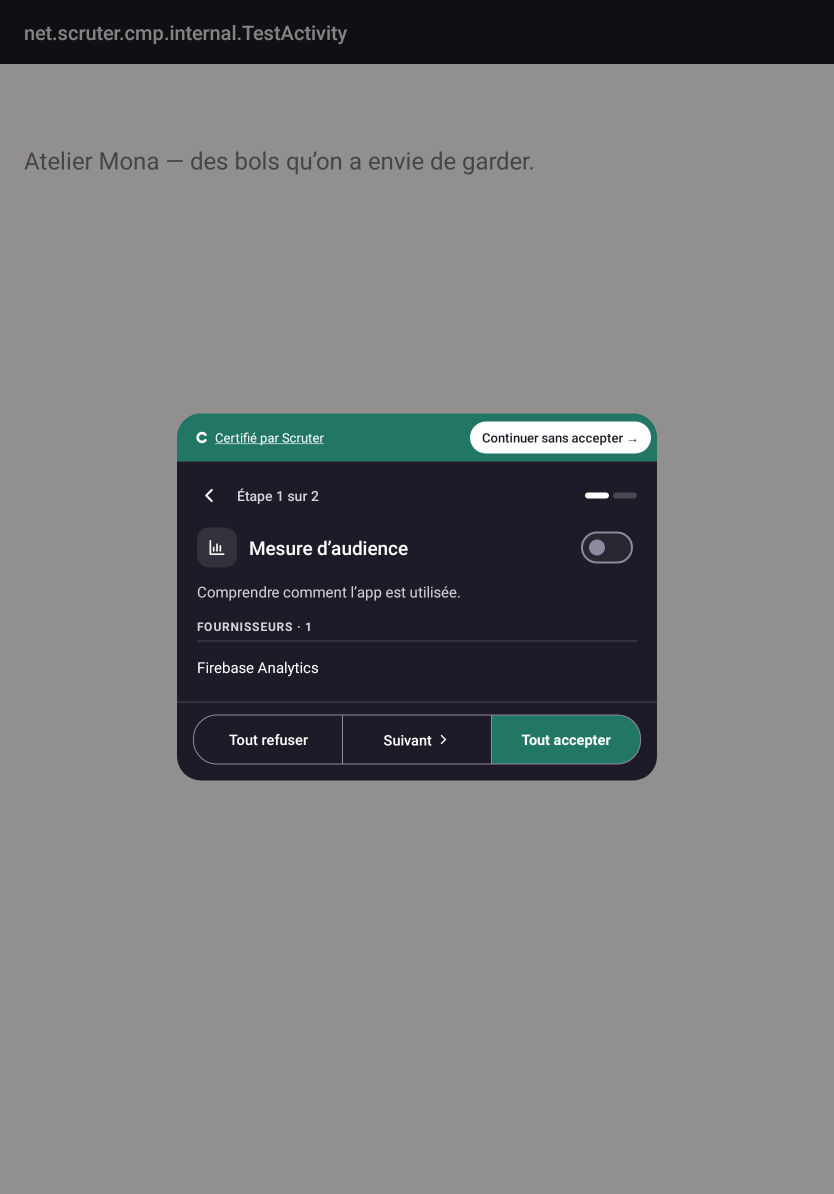 net.scruter.cmp.internal.TestActivity
Atelier Mona — des bols qu’on a envie de garder.
Certifié par Scruter
Continuer sans accepter →
Étape 1 sur 2
Mesure d’audience
Comprendre comment l’app est utilisée.
FOURNISSEURS · 1
Firebase Analytics
Tout refuser
Suivant
Tout accepter